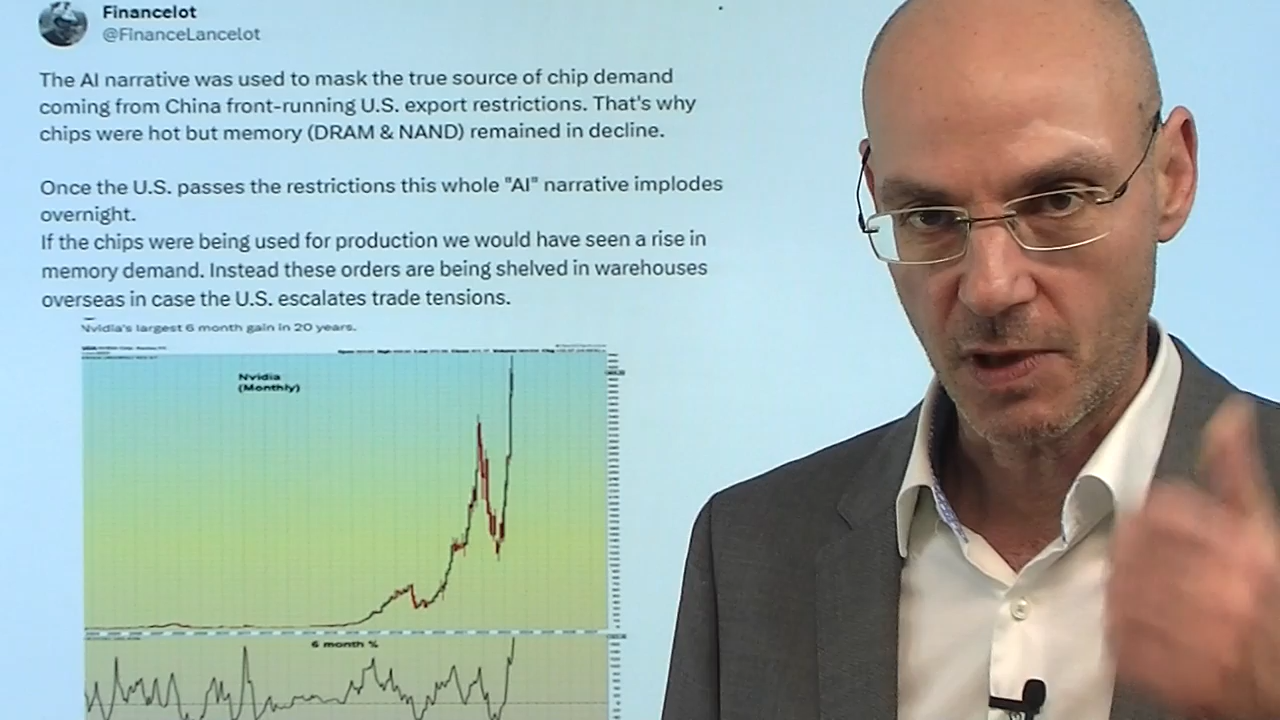 Financelot
@FinanceLancelot
The AI narrative was used to mask the true source of chip demand
coming from China front-running U.S. export restrictions. That's why
chips were hot but memory (DRAM & NAND) remained in decline.
Once the U.S. passes the restrictions this whole "AI" narrative implodes
overnight.
If the chips were being used for production we would have seen a rise in
memory demand. Instead these orders are being shelved in warehouses
overseas in case the U.S. escalates trade tensions.
Nvidia's largest 6 month gain in 20 years.
Nvidia
(Monthly)
6 month %